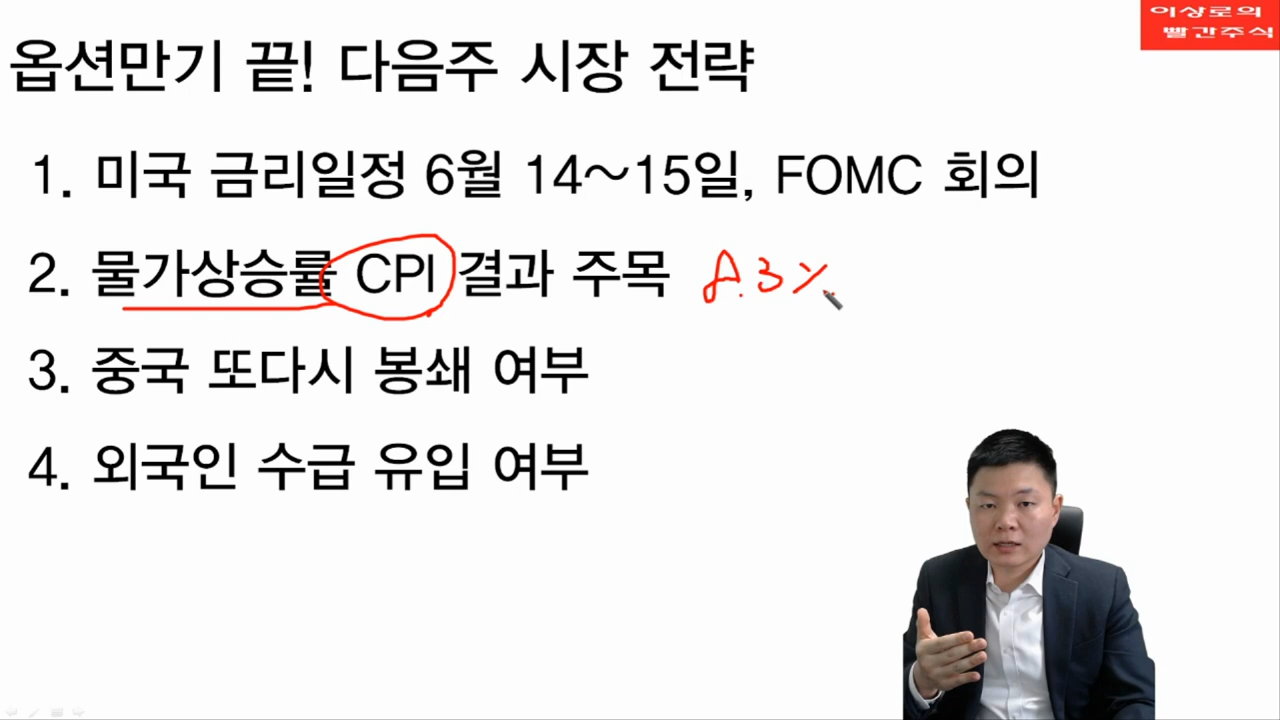 이상로의
빨간주식
옵션만기 끝! 다음주 시장 전략
1. 미국 금리일정 6월 14~15일, FOMC 회의
2. 물가상승률 CPI 결과 주목 8.3%
3. 중국 또다시 봉쇄 여부
4. 외국인 수급 유입 여부